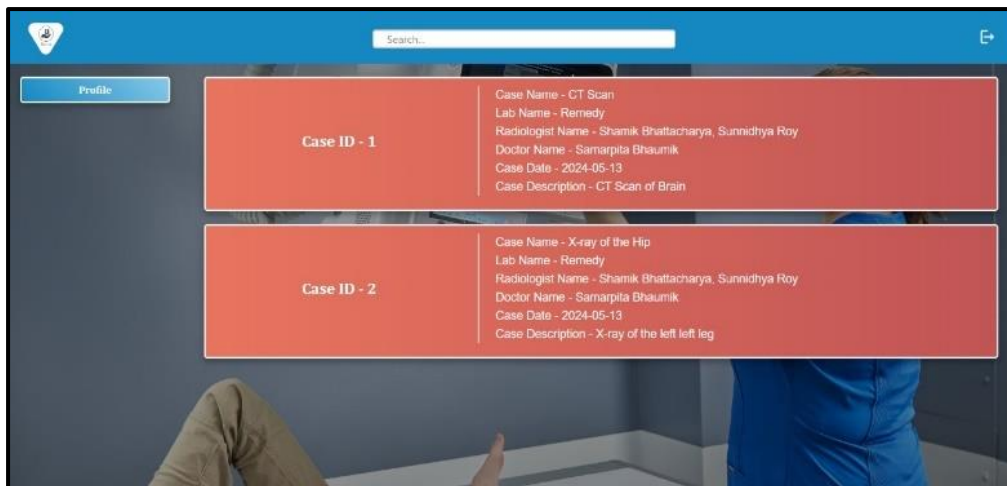 Search...
Profile
Case ID - 1
Case Name - CT Scan
Lab Name - Remedy
Radiologist Name - Shamik Bhattacharya, Sunnidhya Roy
Doctor Name - Samarpita Bhaumik
Case Date - 2024-05-13
Case Description - CT Scan of Brain
Case ID - 2
Case Name - X-ray of the Hip
Lab Name - Remedy
Radiologist Name - Shamik Bhattacharya, Sunnidhya Roy
Doctor Name - Samarpita Bhaumik
Case Date - 2024-05-13
Case Description - X-ray of the left left leg